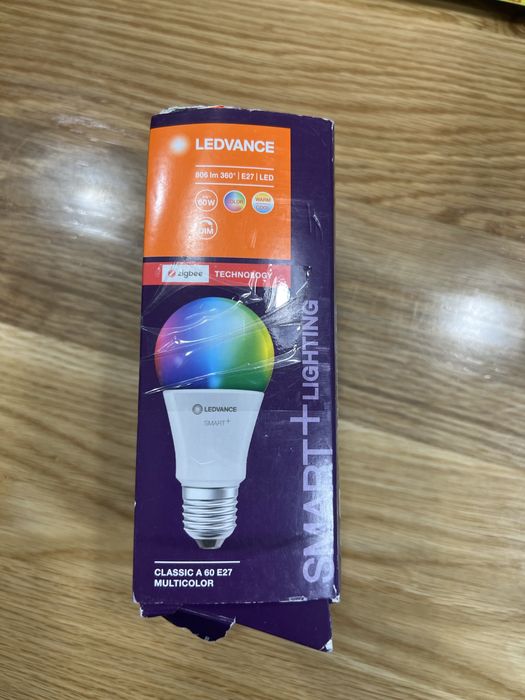 LEDVANCE
806 lm 360° | E27 | LED
60W
COLOR
WARM
COOL
DIM
zigbee TECHNOLOGY
LEDVANCE
SMART+
SMART+ LIGHTING
CLASSIC A 60 E27
MULTICOLOR